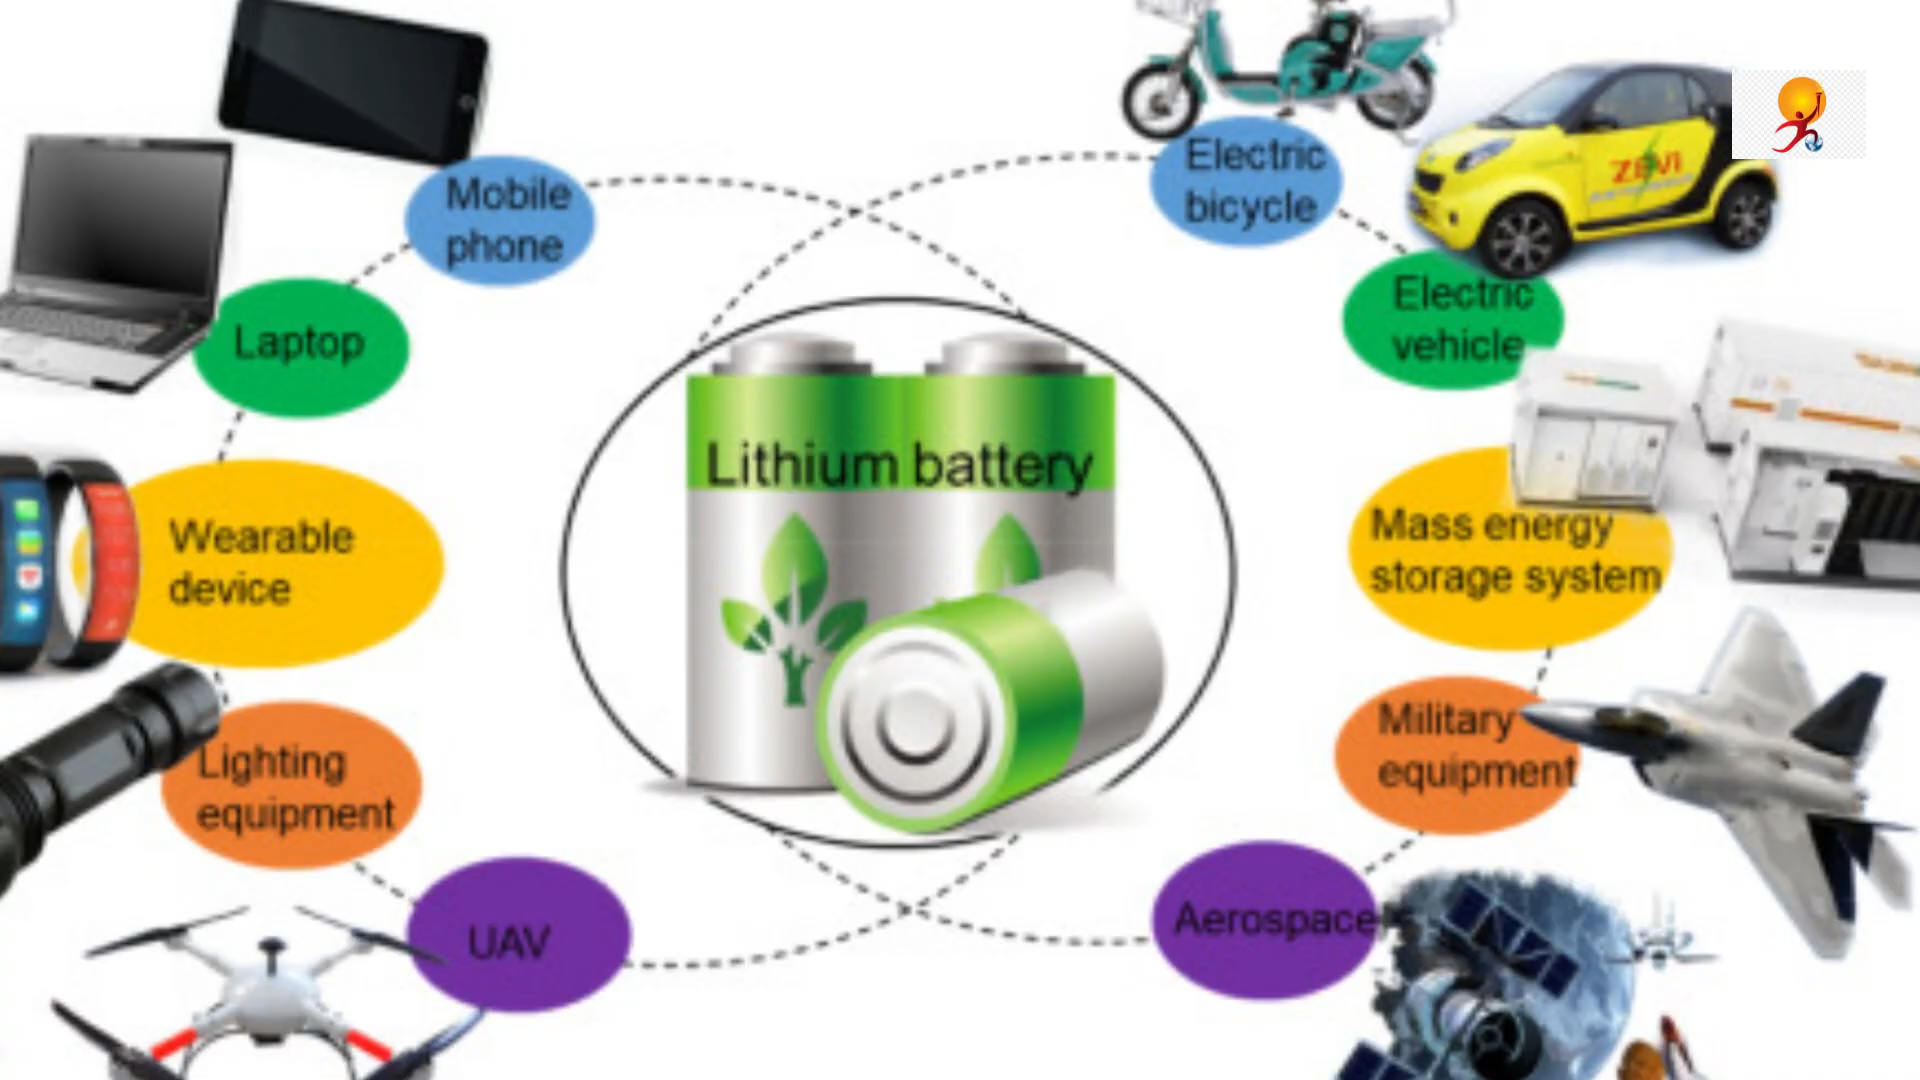 Mobile
phone
Laptop
Wearable
device
Lighting
equipment
UAV
Lithium battery
Electric
bicycle
ZEVI
Electric
vehicle
Mass energy
storage system
Military
equipment
Aerospace